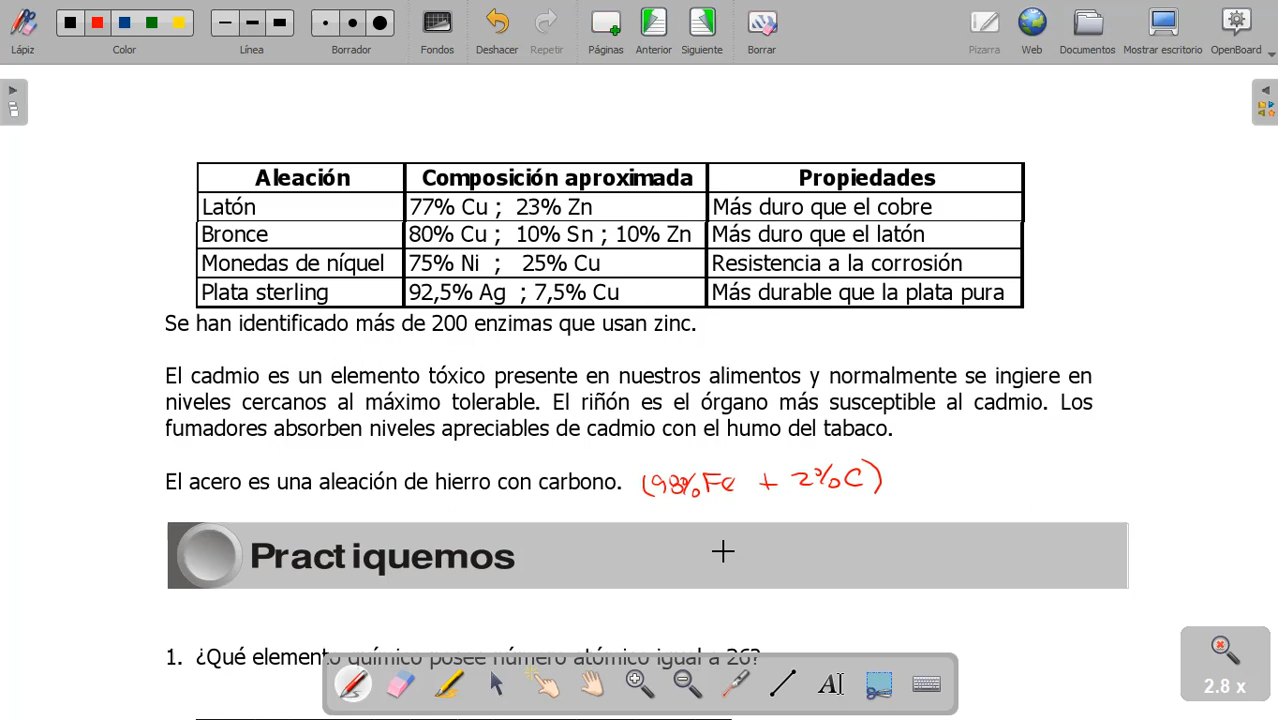 Lápiz Color Línea Borrador Fondos Deshacer Repetir Páginas Anterior Siguiente Borrar Pizarra Web Documentos Mostrar escritorio OpenBoard
Aleación Composición aproximada Propiedades
Latón 77% Cu ; 23% Zn Más duro que el cobre
Bronce 80% Cu ; 10% Sn ; 10% Zn Más duro que el latón
Monedas de níquel 75% Ni ; 25% Cu Resistencia a la corrosión
Plata sterling 92,5% Ag ; 7,5% Cu Más durable que la plata pura
Se han identificado más de 200 enzimas que usan zinc.
El cadmio es un elemento tóxico presente en nuestros alimentos y normalmente se ingiere en
niveles cercanos al máximo tolerable. El riñón es el órgano más susceptible al cadmio. Los
fumadores absorben niveles apreciables de cadmio con el humo del tabaco.
El acero es una aleación de hierro con carbono. (98% Fe + 2% C)
Practiquemos
1. ¿Qué elemento químico posee número atómico igual a 26?
AI
2.8 x